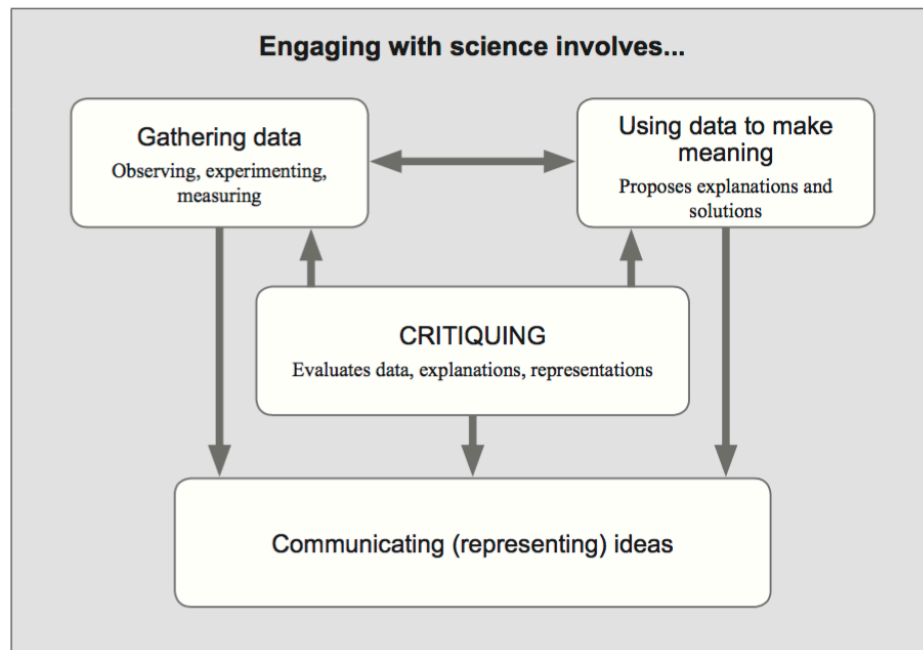 Engaging with science involves...
Gathering data
Observing, experimenting,
measuring
Using data to make
meaning
Proposes explanations and
solutions
CRITIQUING
Evaluates data, explanations, representations
Communicating (representing) ideas